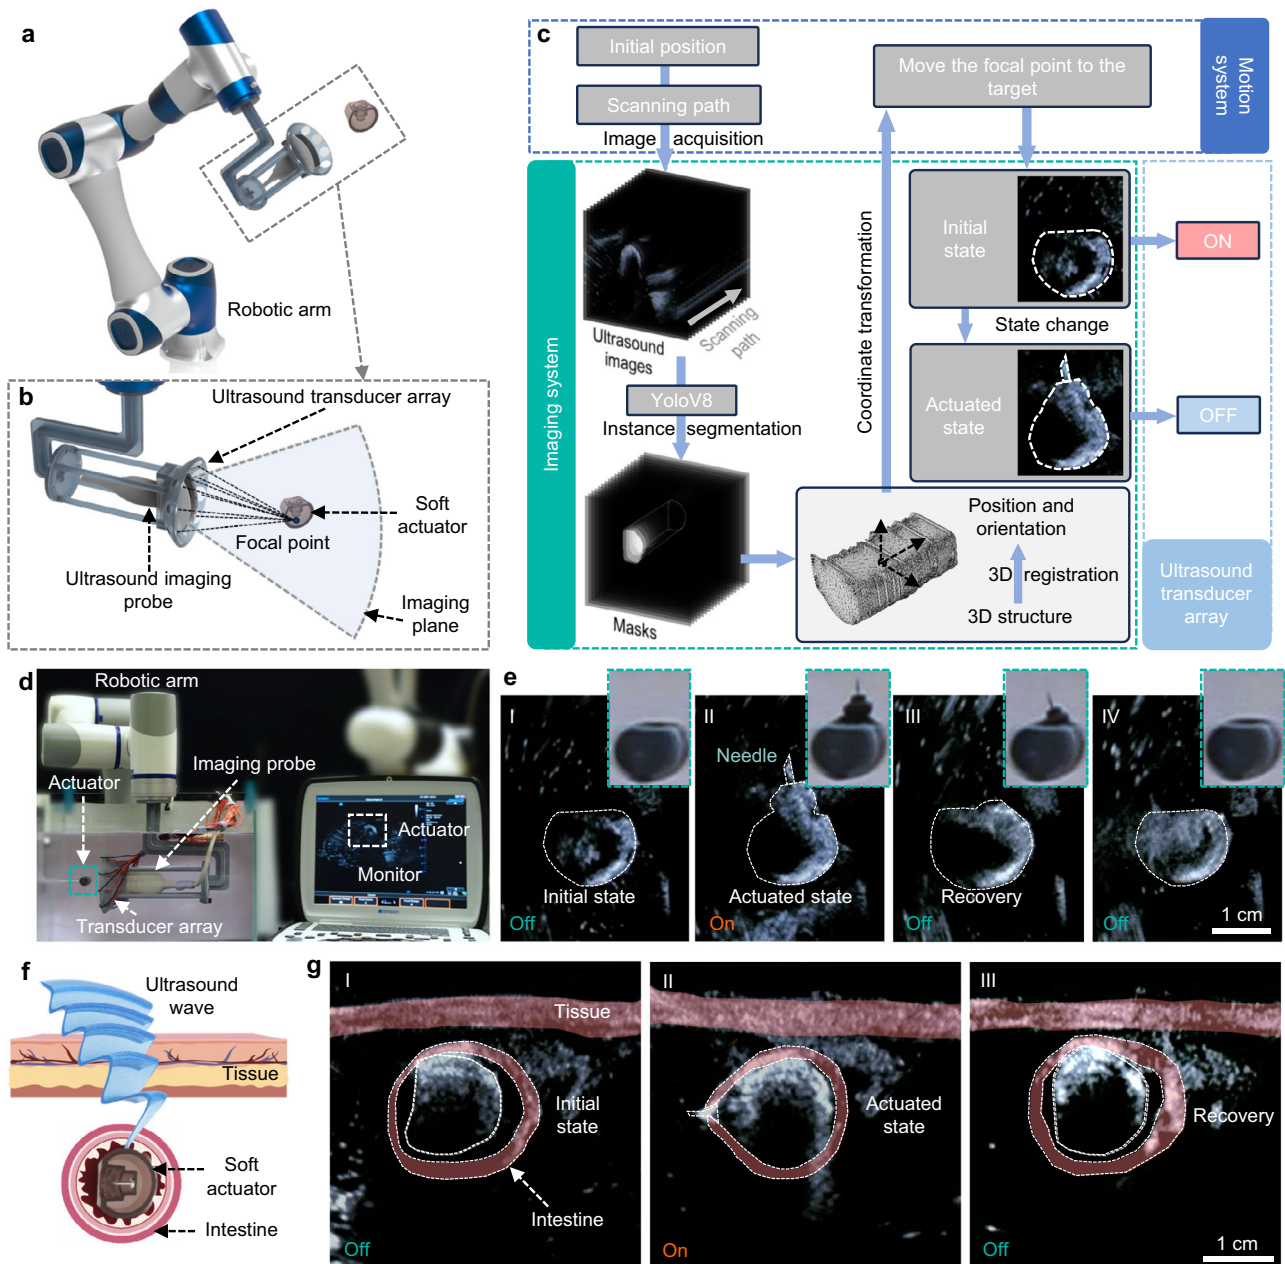 a
Robotic arm
b
Ultrasound transducer array
Soft
actuator
Focal point
Ultrasound imaging
probe
Imaging
plane
c
Initial position
Scanning path
Image acquisition
Move the focal point to the
target
Motion
system
Imaging system
Ultrasound
images
Scanning
path
YoloV8
Instance segmentation
Masks
Coordinate transformation
Initial
state
State change
Actuated
state
ON
OFF
Position and
orientation
3D registration
3D structure
Ultrasound
transducer
array
d
Robotic arm
Imaging probe
Actuator
Actuator
Monitor
Transducer array
e
I
Initial state
Off
II
Needle
Actuated state
On
III
Recovery
Off
IV
Off
1 cm
f
Ultrasound
wave
Tissue
Soft
actuator
Intestine
g
I
Tissue
Initial
state
Intestine
Off
II
Actuated
state
On
III
Recovery
Off
1 cm